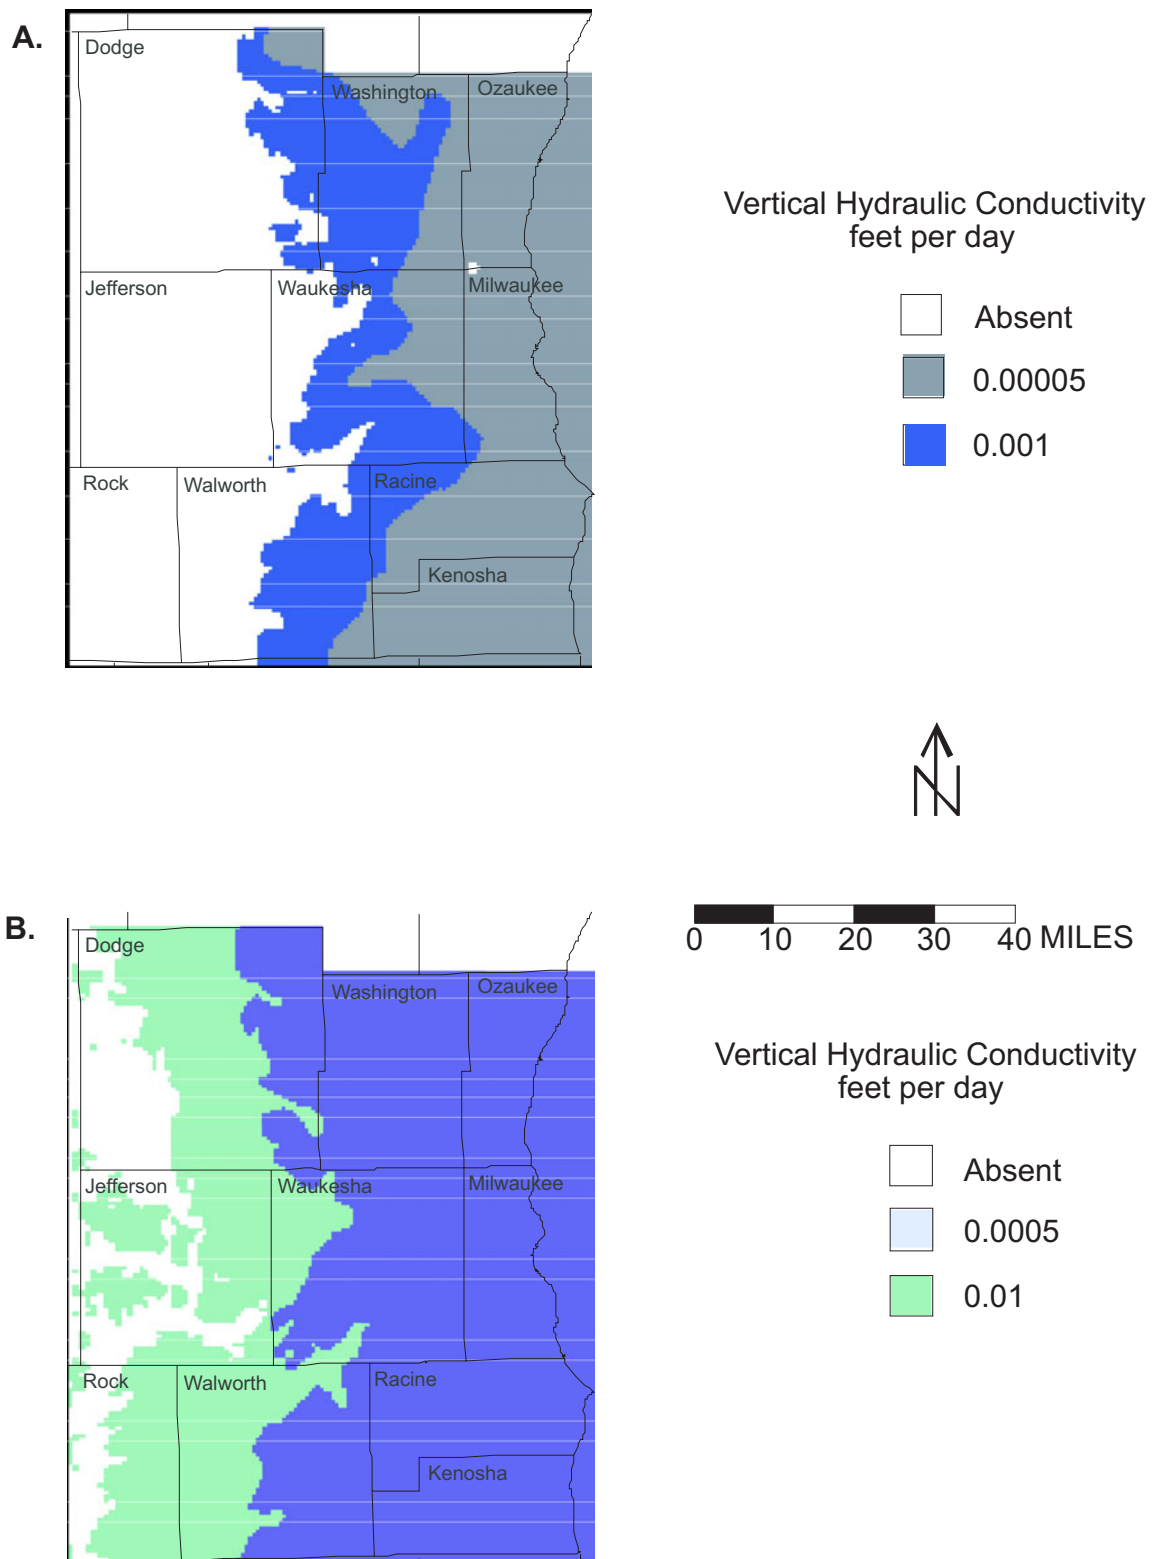 A.
Dodge
Washington
Ozaukee
Jefferson
Waukesha
Milwaukee
Rock
Walworth
Racine
Kenosha
Vertical Hydraulic Conductivity
feet per day
Absent
0.00005
0.001
N
0 10 20 30 40 MILES
B.
Dodge
Washington
Ozaukee
Jefferson
Waukesha
Milwaukee
Rock
Walworth
Racine
Kenosha
Vertical Hydraulic Conductivity
feet per day
Absent
0.0005
0.01